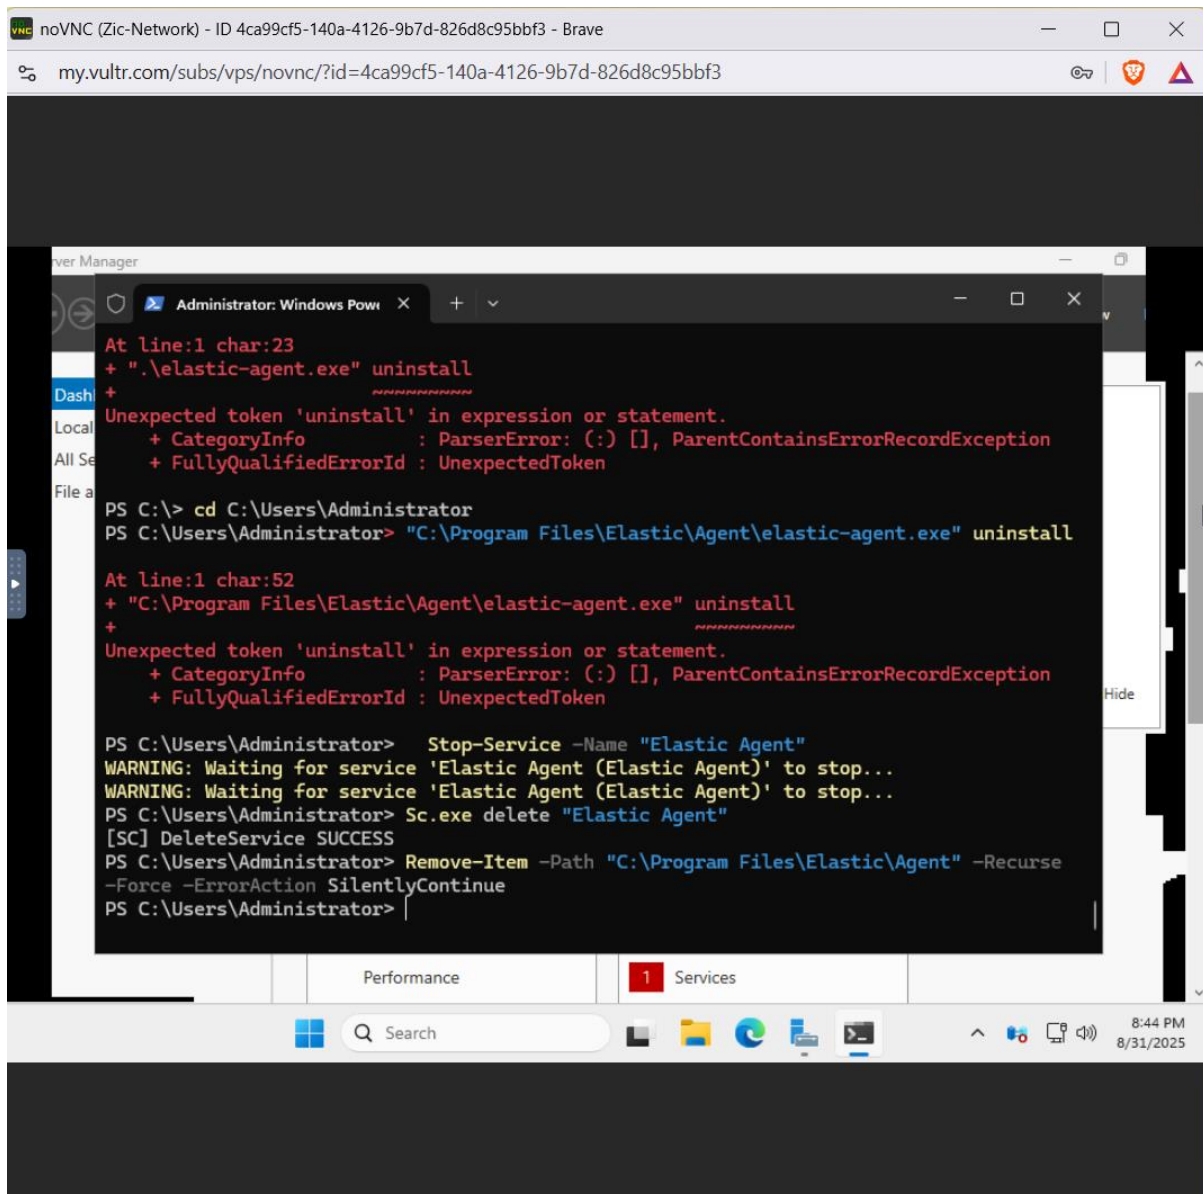 noVNC (Zic-Network) - ID 4ca99cf5-140a-4126-9b7d-826d8c95bbf3 - Brave
my.vultr.com/subs/vps/novnc/?id=4ca99cf5-140a-4126-9b7d-826d8c95bbf3
rver Manager
Administrator: Windows Powe
At line:1 char:23
+ ".\elastic-agent.exe" uninstall
+                       ~~~~~~~~~
Unexpected token 'uninstall' in expression or statement.
    + CategoryInfo          : ParserError: (:) [], ParentContainsErrorRecordException
    + FullyQualifiedErrorId : UnexpectedToken
PS C:\> cd C:\Users\Administrator
PS C:\Users\Administrator> "C:\Program Files\Elastic\Agent\elastic-agent.exe" uninstall
At line:1 char:52
+ "C:\Program Files\Elastic\Agent\elastic-agent.exe" uninstall
+                                                    ~~~~~~~~~
Unexpected token 'uninstall' in expression or statement.
    + CategoryInfo          : ParserError: (:) [], ParentContainsErrorRecordException
    + FullyQualifiedErrorId : UnexpectedToken
PS C:\Users\Administrator>   Stop-Service -Name "Elastic Agent"
WARNING: Waiting for service 'Elastic Agent (Elastic Agent)' to stop...
WARNING: Waiting for service 'Elastic Agent (Elastic Agent)' to stop...
PS C:\Users\Administrator> Sc.exe delete "Elastic Agent"
[SC] DeleteService SUCCESS
PS C:\Users\Administrator> Remove-Item -Path "C:\Program Files\Elastic\Agent" -Recurse
-Force -ErrorAction SilentlyContinue
PS C:\Users\Administrator>
Dash
Local
All Se
File a
Hide
Performance
1 Services
Search
8:44 PM
8/31/2025